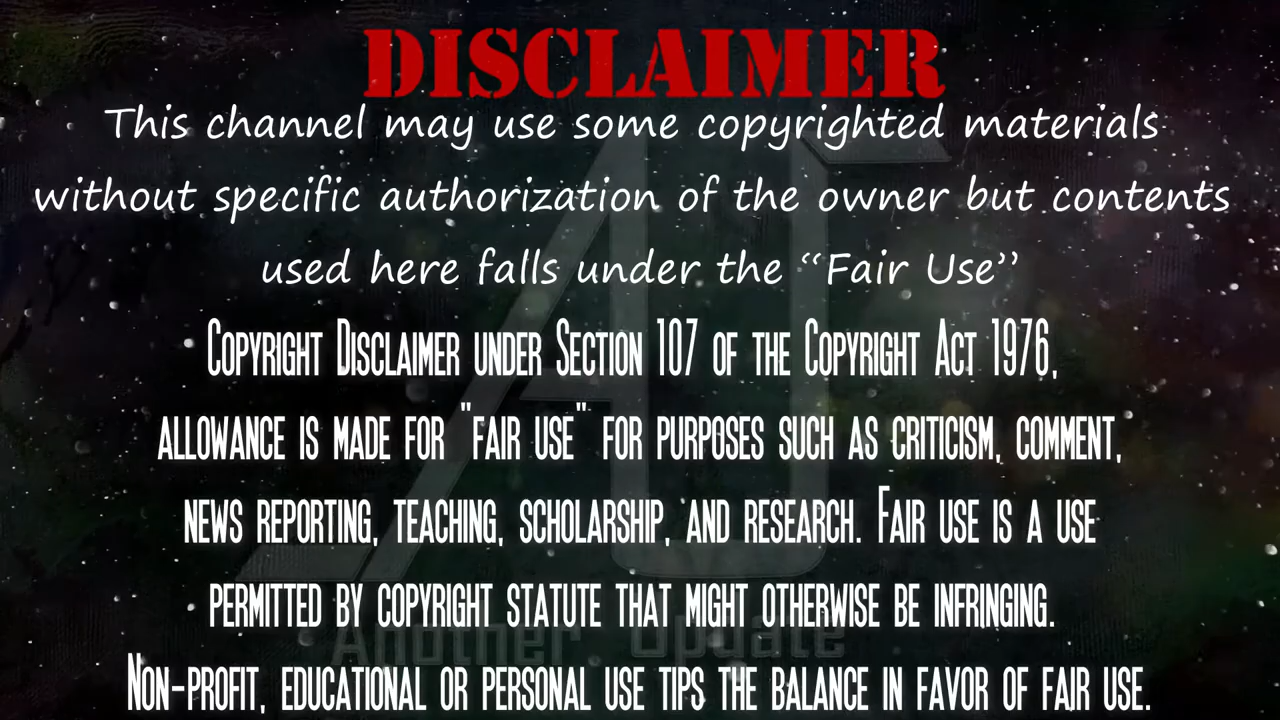 DISCLAIMER
This channel may use some copyrighted materials
without specific authorization of the owner but contents
used here falls under the “Fair Use”
Copyright Disclaimer under Section 107 of the Copyright Act 1976,
allowance is made for "fair use" for purposes such as criticism, comment,
news reporting, teaching, scholarship, and research. Fair use is a use
permitted by copyright statute that might otherwise be infringing.
Another Update
Non-profit, educational or personal use tips the balance in favor of fair use.